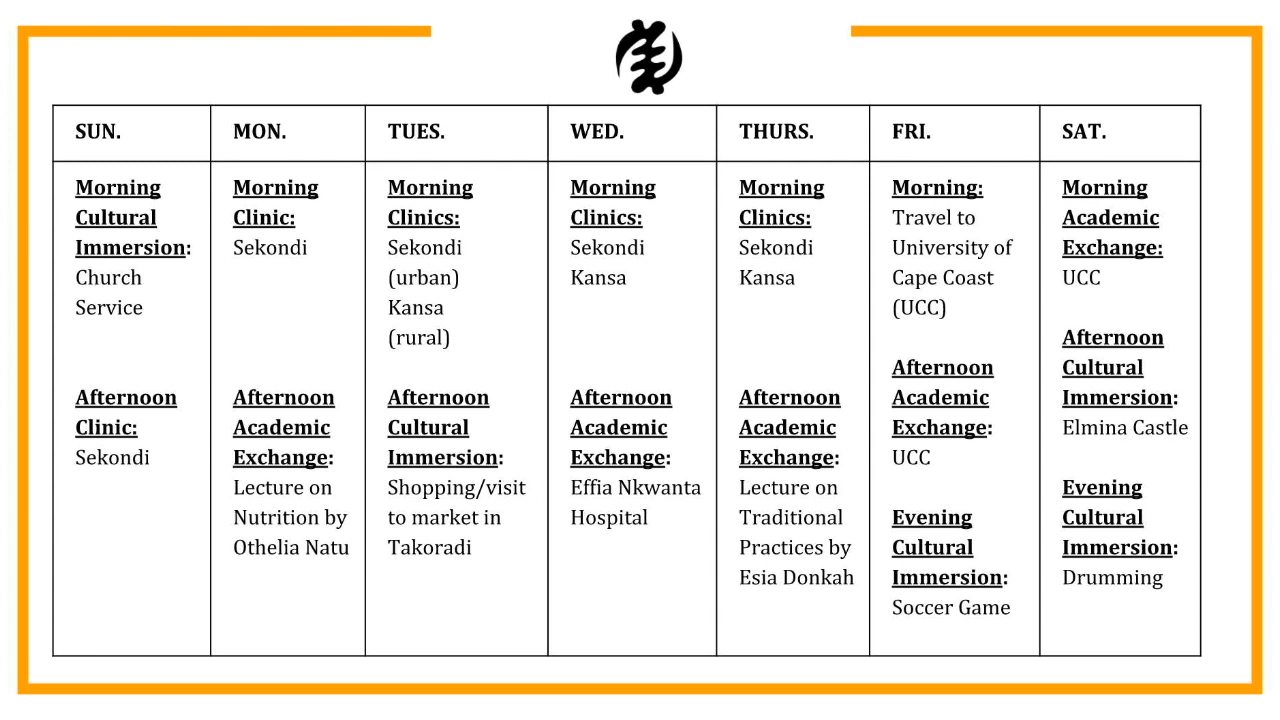 SUN.
MON.
TUES.
WED.
THURS.
FRI.
SAT.
Morning
Cultural
Immersion:
Church
Service
Afternoon
Clinic:
Sekondi
Morning
Clinic:
Sekondi
Afternoon
Academic
Exchange:
Lecture on
Nutrition by
Othelia Natu
Morning
Clinics:
Sekondi
(urban)
Kansa
(rural)
Afternoon
Cultural
Immersion:
Shopping/visit
to market in
Takoradi
Morning
Clinics:
Sekondi
Kansa
Afternoon
Academic
Exchange:
Effia Nkwanta
Hospital
Morning
Clinics:
Sekondi
Kansa
Afternoon
Academic
Exchange:
Lecture on
Traditional
Practices by
Esia Donkah
Morning:
Travel to
University of
Cape Coast
(UCC)
Afternoon
Academic
Exchange:
UCC
Evening
Cultural
Immersion:
Soccer Game
Morning
Academic
Exchange:
UCC
Afternoon
Cultural
Immersion:
Elmina Castle
Evening
Cultural
Immersion:
Drumming